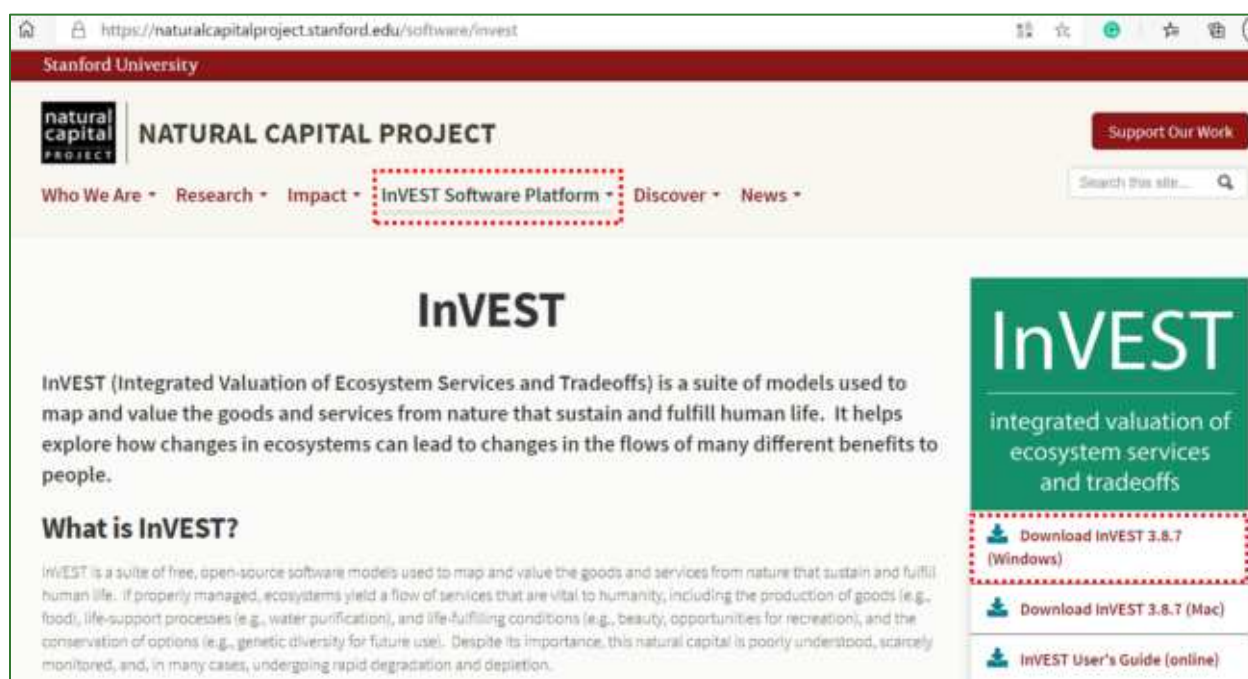 https://naturalcapitalproject.stanford.edu/software/invest
Stanford University
natural
capital
PROJECT
NATURAL CAPITAL PROJECT
Support Our Work
Who We Are
Research
Impact
InVEST Software Platform
Discover
News
Search this site...
InVEST
InVEST (Integrated Valuation of Ecosystem Services and Tradeoffs) is a suite of models used to
map and value the goods and services from nature that sustain and fulfill human life. It helps
explore how changes in ecosystems can lead to changes in the flows of many different benefits to
people.
What is InVEST?
InVEST is a suite of free, open-source software models used to map and value the goods and services from nature that sustain and fulfill
human life. If properly managed, ecosystems yield a flow of services that are vital to humanity, including the production of goods (e.g.,
food), life-support processes (e.g., water purification), and life-fulfilling conditions (e.g., beauty, opportunities for recreation), and the
conservation of options (e.g., genetic diversity for future use). Despite its importance, this natural capital is poorly understood, scarcely
monitored, and, in many cases, undergoing rapid degradation and depletion.
InVEST
integrated valuation of
ecosystem services
and tradeoffs
Download InVEST 3.8.7
(Windows)
Download InVEST 3.8.7 (Mac)
InVEST User's Guide (online)